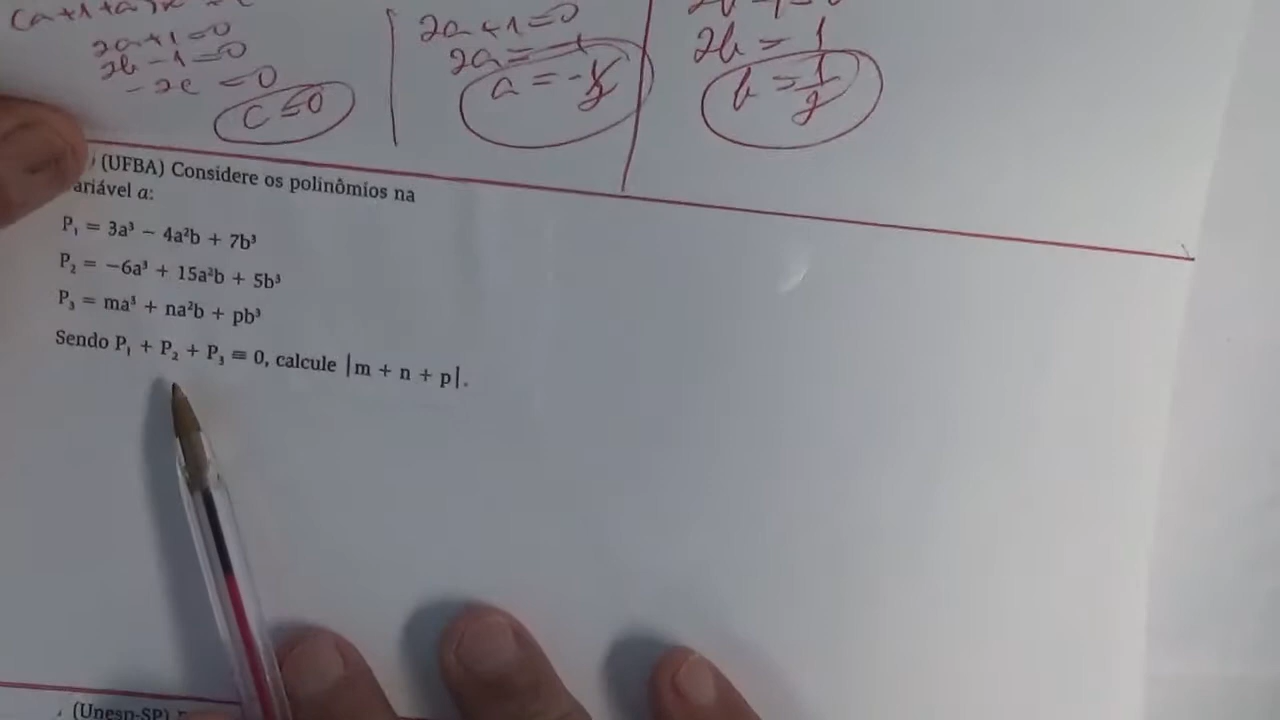 2a+1=0
2b-1=0
-2c=0
c=0
2a+1=0
a=-1/2
2b=1
b=1/2
(UFBA) Considere os polinômios na
ariável a:
P₁ = 3a³ − 4a²b + 7b³
P₂ = −6a³ + 15a²b + 5b³
P₃ = ma³ + na²b + pb³
Sendo P₁ + P₂ + P₃ ≡ 0, calcule |m + n + p|.
(Unesp-SP)